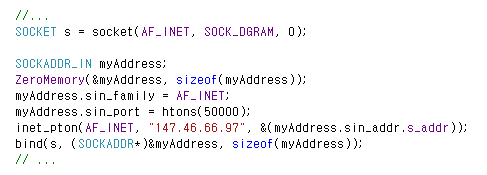 //...
SOCKET s = socket(AF_INET, SOCK_DGRAM, 0);
SOCKADDR_IN myAddress;
ZeroMemory(&myAddress, sizeof(myAddress));
myAddress.sin_family = AF_INET;
myAddress.sin_port = htons(50000);
inet_pton(AF_INET, "147.46.66.97", &(myAddress.sin_addr.s_addr));
bind(s, (SOCKADDR*)&myAddress, sizeof(myAddress));
// ...